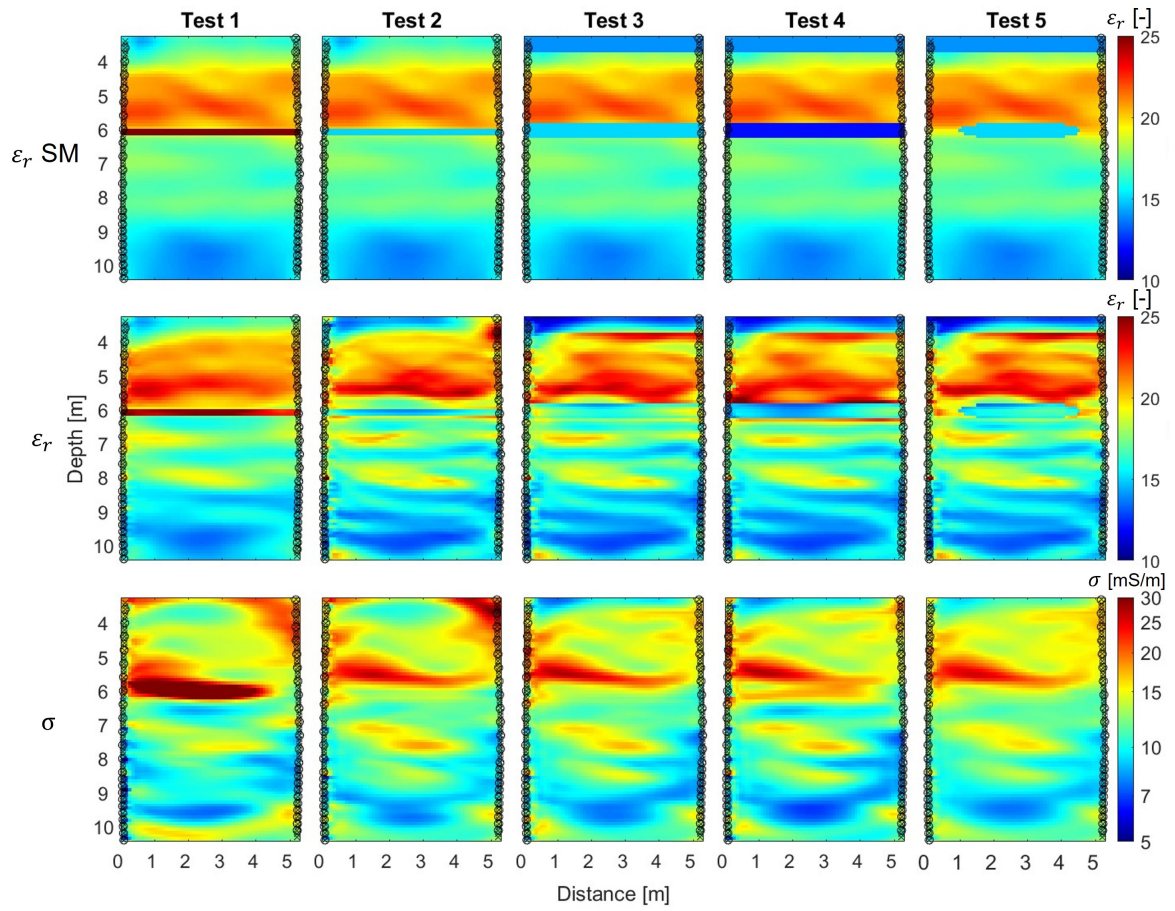 Test 1 Test 2 Test 3 Test 4 Test 5 εr [-]
4 5 6 7 8 9 10
εr SM
25 20 15 10
εr [-]
4 5 6 7 8 9 10
εr
Depth [m]
25 20 15 10
σ [mS/m]
4 5 6 7 8 9 10
σ
30 20 15 10 7 5
0 1 2 3 4 5 0 1 2 3 4 5 0 1 2 3 4 5 0 1 2 3 4 5 0 1 2 3 4 5
Distance [m]